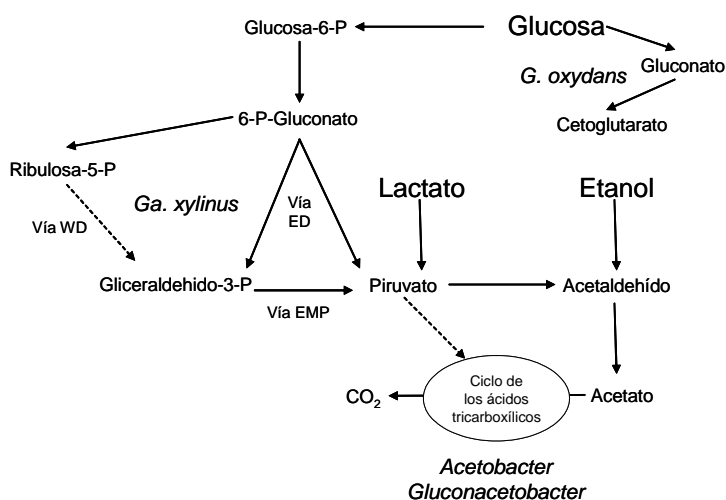 Glucosa-6-P
Glucosa
Gluconato
G. oxydans
Cetoglutarato
6-P-Gluconato
Ribulosa-5-P
Ga. xylinus
Vía
ED
Lactato
Etanol
Vía WD
Gliceraldehido-3-P
Vía EMP
Piruvato
Acetaldehído
Ciclo de
los ácidos
tricarboxílicos
CO₂
Acetato
Acetobacter
Gluconacetobacter